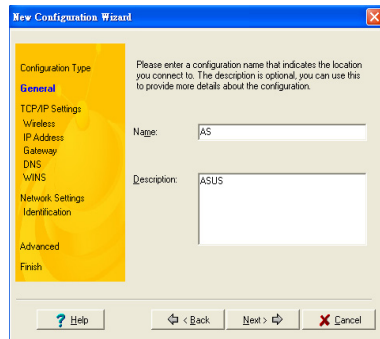 New Configuration Wizard
Configuration Type
General
TCP/IP Settings
Wireless
IP Address
Gateway
DNS
WINS
Network Settings
Identification
Advanced
Finish
Please enter a configuration name that indicates the location
you connect to. The description is optional, you can use this
to provide more details about the configuration.
Name:
AS
Description:
ASUS
? Help
< Back
Next >
Cancel